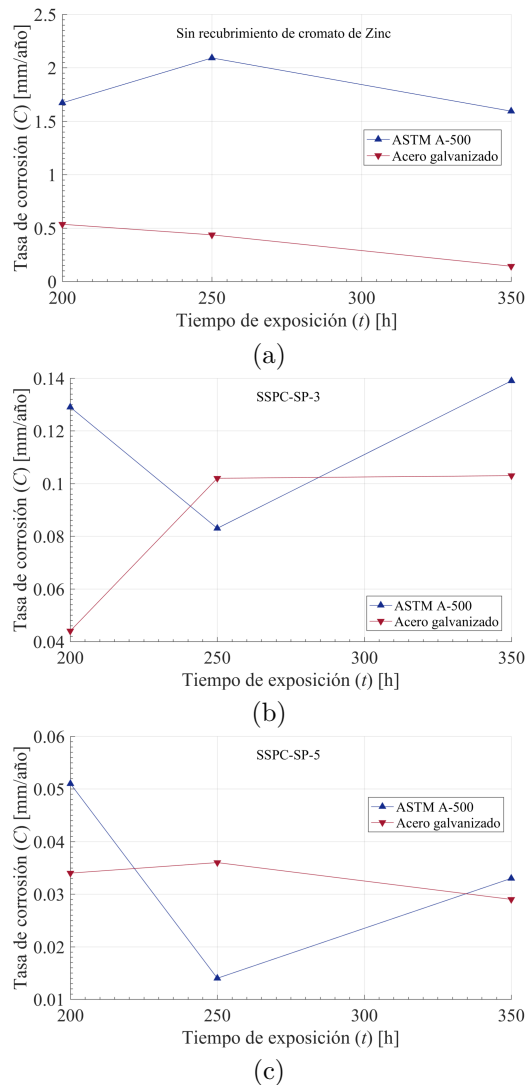 Sin recubrimiento de cromato de Zinc
2.5
2
1.5
1
0.5
0
Tasa de corrosión (C) [mm/año]
ASTM A-500
Acero galvanizado
200
250
300
350
Tiempo de exposición (t) [h]
(a)
SSPC-SP-3
0.14
0.12
0.1
0.08
0.06
0.04
Tasa de corrosión (C) [mm/año]
ASTM A-500
Acero galvanizado
200
250
300
350
Tiempo de exposición (t) [h]
(b)
SSPC-SP-5
0.06
0.05
0.04
0.03
0.02
0.01
Tasa de corrosión (C) [mm/año]
ASTM A-500
Acero galvanizado
200
250
300
350
Tiempo de exposición (t) [h]
(c)